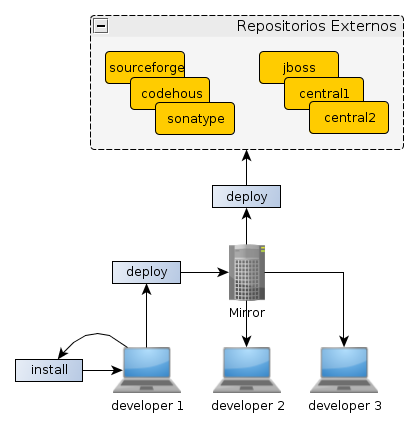 Repositorios Externos
sourceforge
jboss
codehous
central1
sonatype
central2
deploy
deploy
Mirror
install
developer 1
developer 2
developer 3